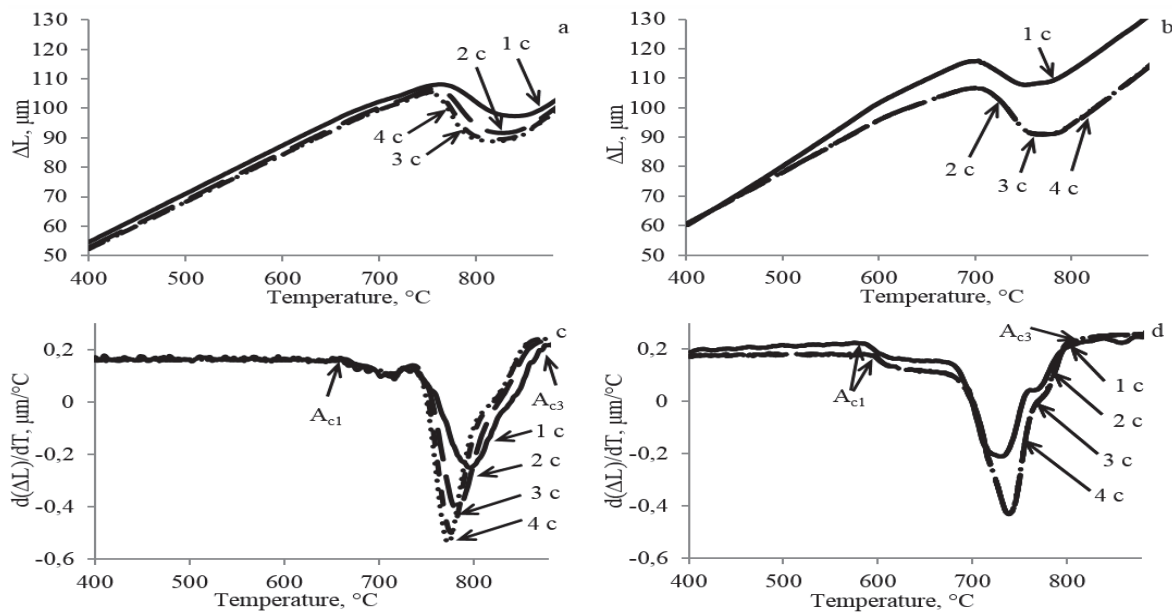 130
120
110
100
90
80
70
60
50
ΔL, µm
400 500 600 700 800
Temperature, °C
a
1 c
2 c
4 c
3 c
130
120
110
100
90
80
70
60
50
ΔL, µm
400 500 600 700 800
Temperature, °C
b
1 c
2 c
3 c
4 c
0,2
0
-0,2
-0,4
-0,6
d(ΔL)/dT, µm/°C
400 500 600 700 800
Temperature, °C
c
Ac1
Ac3
1 c
2 c
3 c
4 c
0,2
0
-0,2
-0,4
-0,6
d(ΔL)/dT, µm/°C
400 500 600 700 800
Temperature, °C
d
Ac3
Ac1
1 c
2 c
3 c
4 c